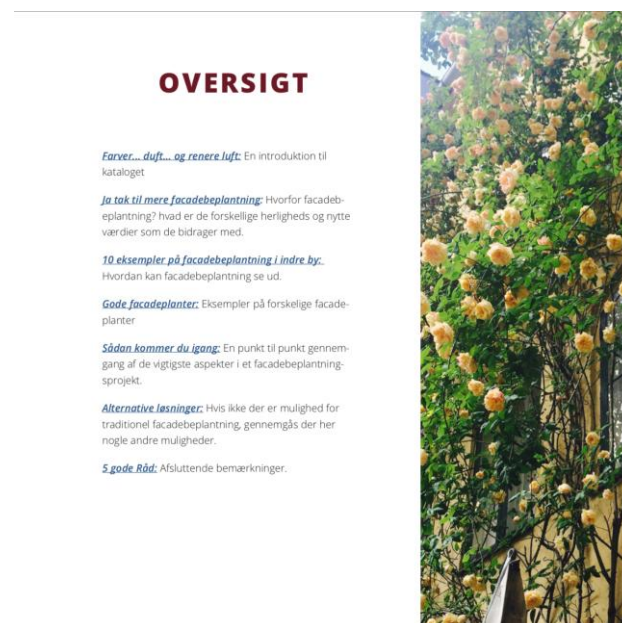 OVERSIGT
Farver... duft... og renere luft: En introduktion til
kataloget
Ja tak til mere facadebeplantning: Hvorfor facadeb-
eplantning? hvad er de forskellige herligheds og nytte
værdier som de bidrager med.
10 eksempler på facadebeplantning i indre by:
Hvordan kan facadebeplantning se ud.
Gode facadeplanter: Eksempler på forskelige facade-
planter
Sådan kommer du igang: En punkt til punkt gennem-
gang af de vigtigste aspekter i et facadebeplantning-
sprojekt.
Alternative løsninger: Hvis ikke der er mulighed for
traditionel facadebeplantning, gennemgås der her
nogle andre muligheder.
5 gode Råd: Afsluttende bemærkninger.